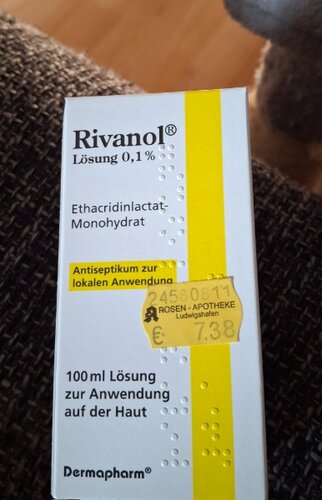 Rivanol®
Lösung 0,1%
Ethacridinlactat-
Monohydrat
Antiseptikum zur
lokalen Anwendung
24560811
ROSEN - APOTHEKE
Ludwigshafen
€ 7.38
100 ml Lösung
zur Anwendung
auf der Haut
Dermapharm®